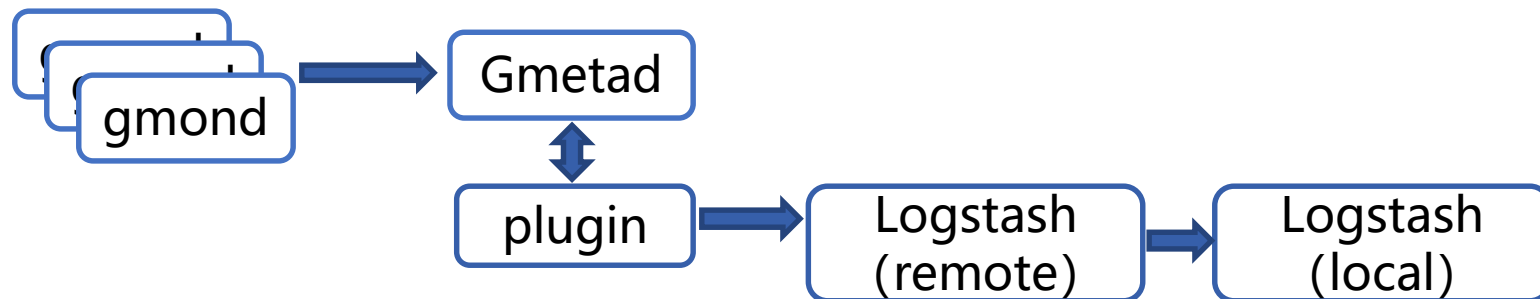 gmond
Gmetad
plugin
Logstash
(remote)
Logstash
(local)